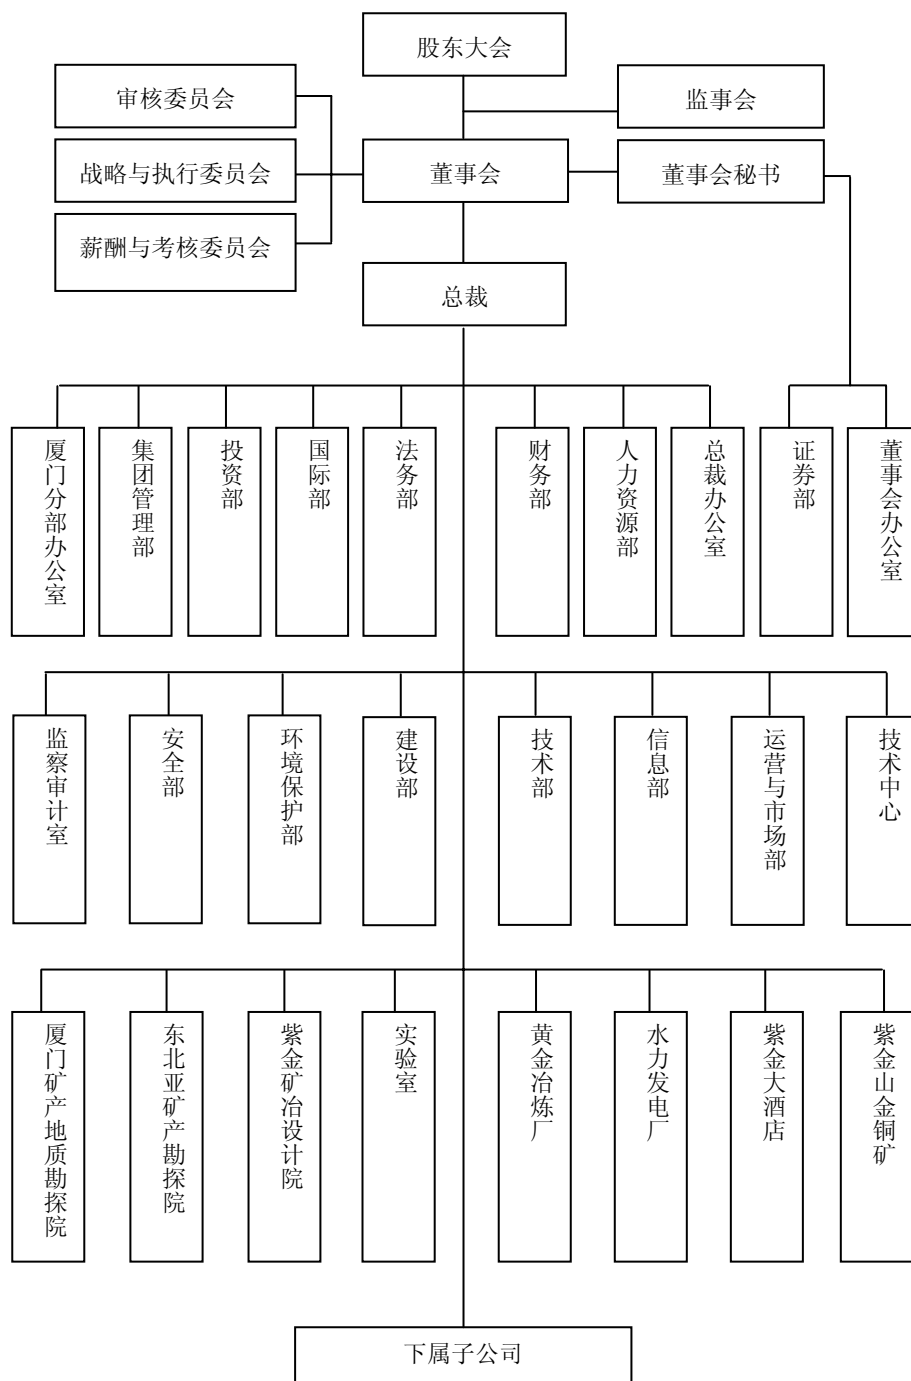 股东大会
审核委员会
监事会
战略与执行委员会
董事会
董事会秘书
薪酬与考核委员会
总裁
厦门分部办公室
集团管理部
投资部
国际部
法务部
财务部
人力资源部
总裁办公室
证券部
董事会办公室
监察审计室
安全部
环境保护部
建设部
技术部
信息部
运营与市场部
技术中心
厦门矿产地质勘探院
东北亚矿产勘探院
紫金矿冶设计院
实验室
黄金冶炼厂
水力发电厂
紫金大酒店
紫金山金铜矿
下属子公司